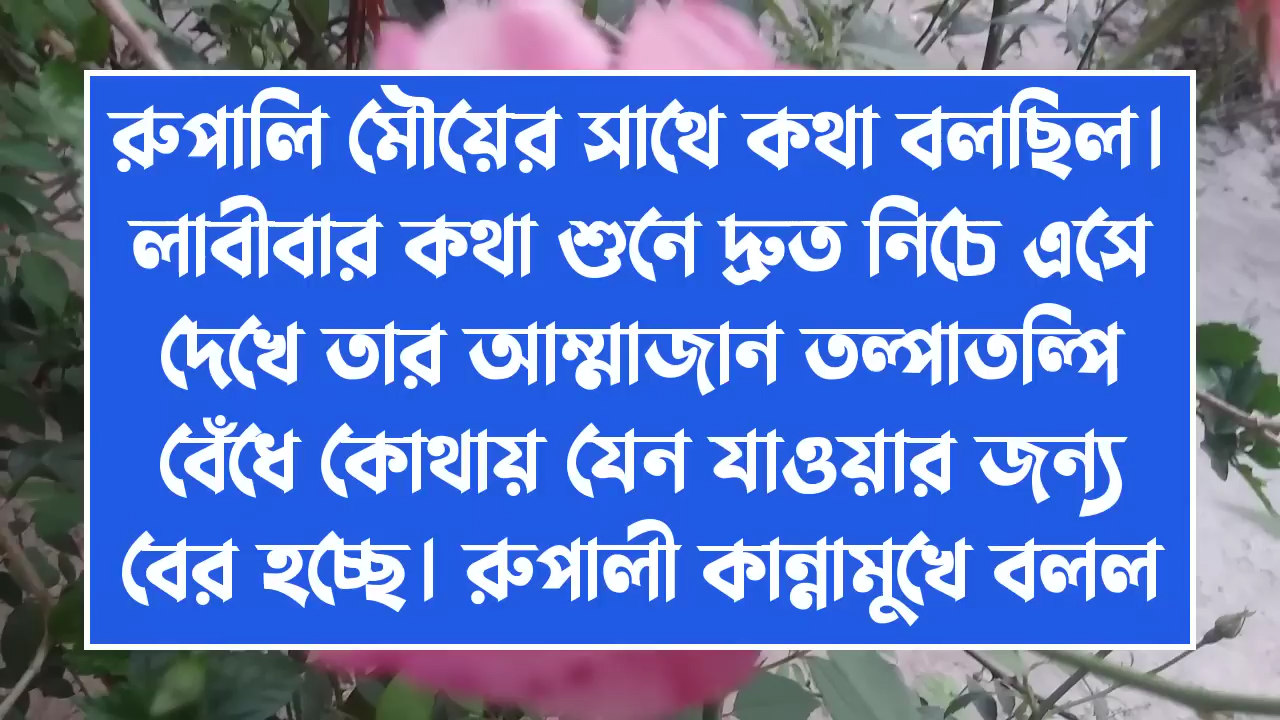 রুপালি মৌয়ের সাথে কথা বলছিল।
লাবীবার কথা শুনে দ্রুত নিচে এসে
দেখে তার আম্মাজান তল্পাতল্পি
বেঁধে কোথায় যেন যাওয়ার জন্য
বের হচ্ছে। রুপালী কান্নামুখে বলল